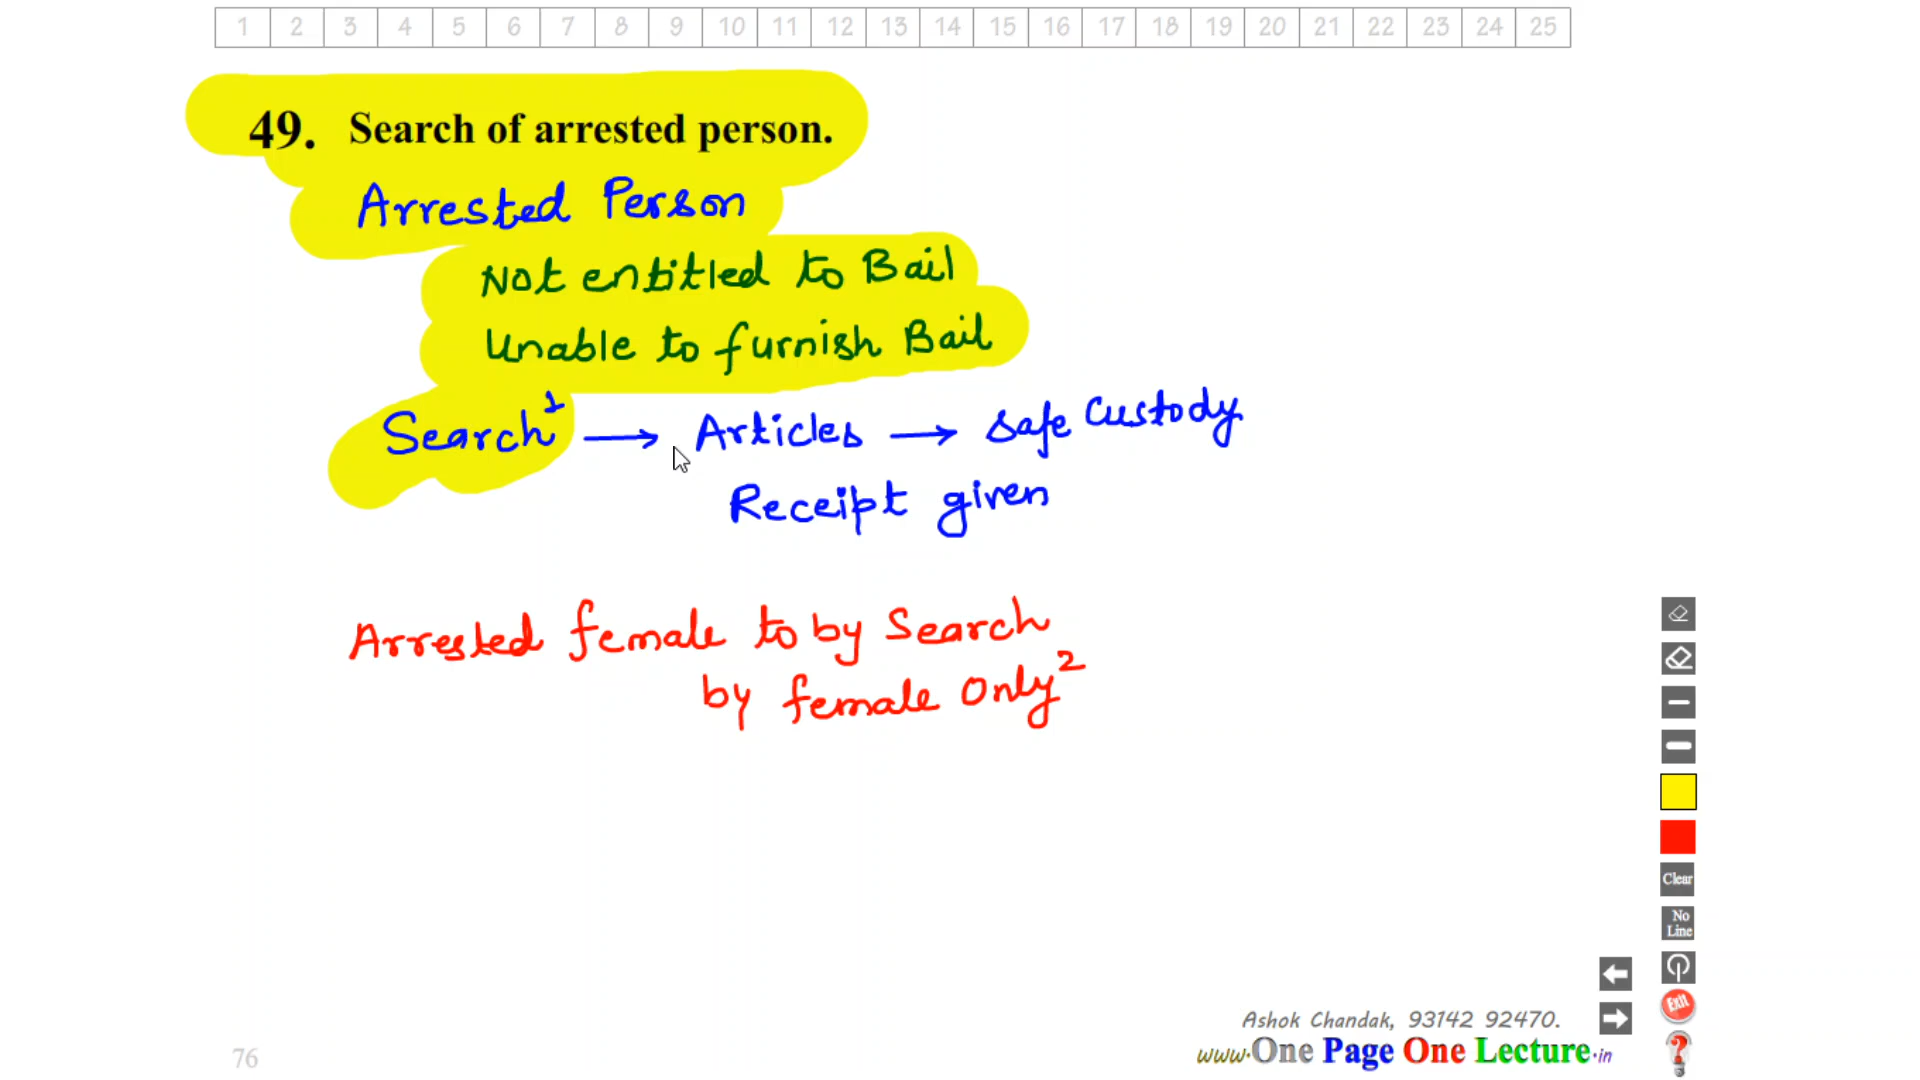 1 2 3 4 5 6 7 8 9 10 11 12 13 14 15 16 17 18 19 20 21 22 23 24 25
49. Search of arrested person.
Arrested Person
Not entitled to Bail
Unable to furnish Bail
Search¹ → Articles → Safe Custody
Receipt given
Arrested female to by Search
by female Only²
Clear
No
Line
Exit
Ashok Chandak, 93142 92470.
www.One Page One Lecture.in
76